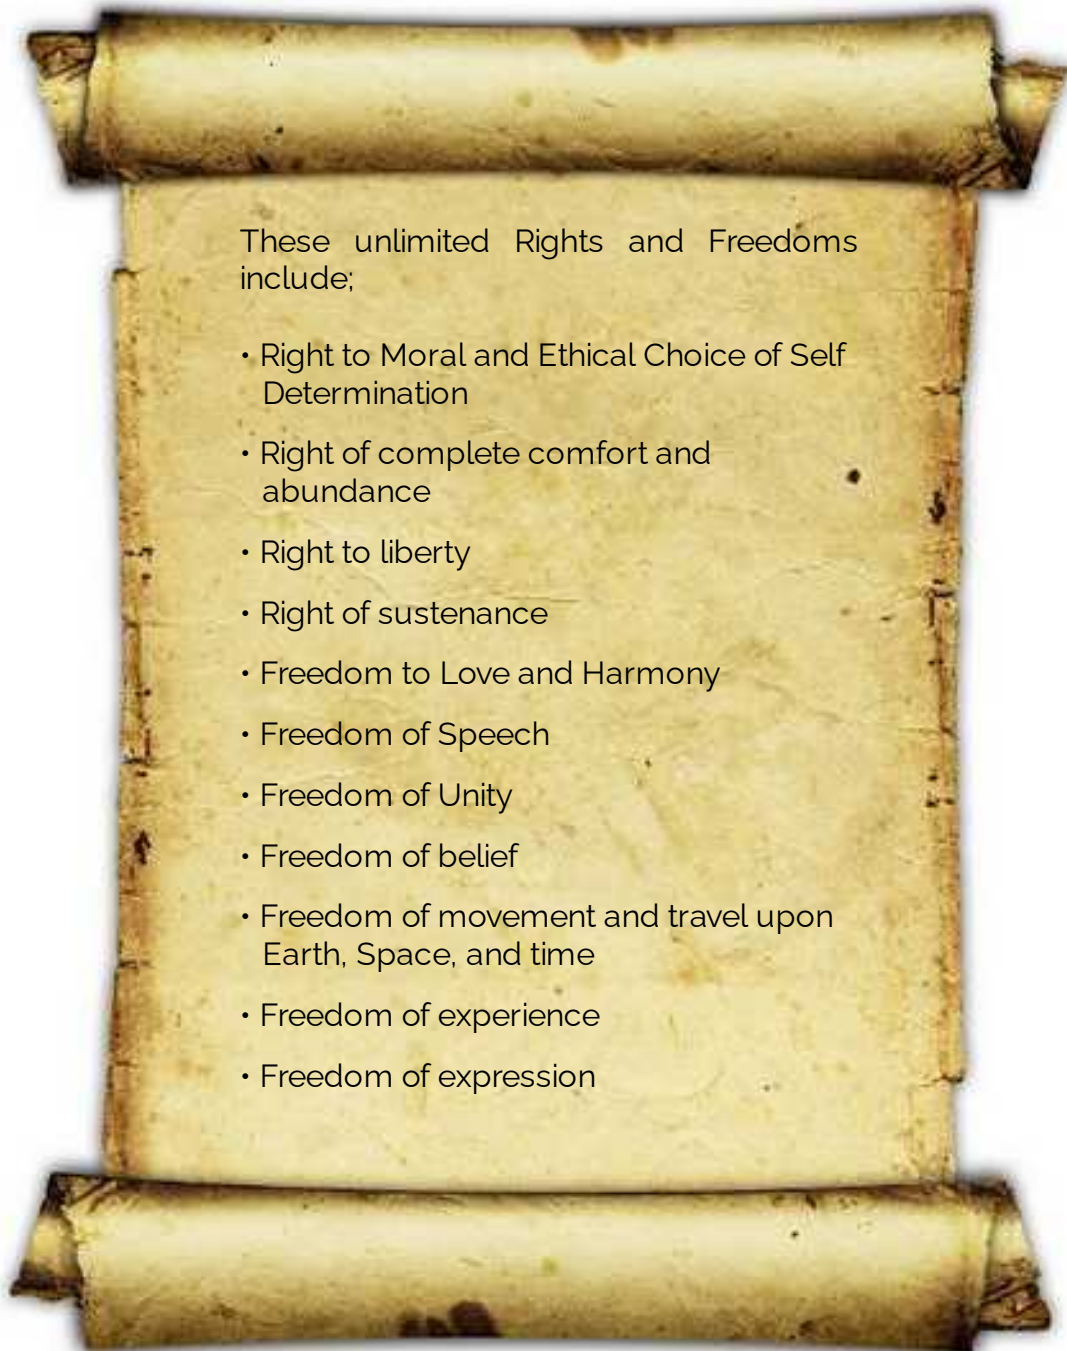 These unlimited Rights and Freedoms
include;
• Right to Moral and Ethical Choice of Self
Determination
• Right of complete comfort and
abundance
• Right to liberty
• Right of sustenance
• Freedom to Love and Harmony
• Freedom of Speech
• Freedom of Unity
• Freedom of belief
• Freedom of movement and travel upon
Earth, Space, and time
• Freedom of experience
• Freedom of expression